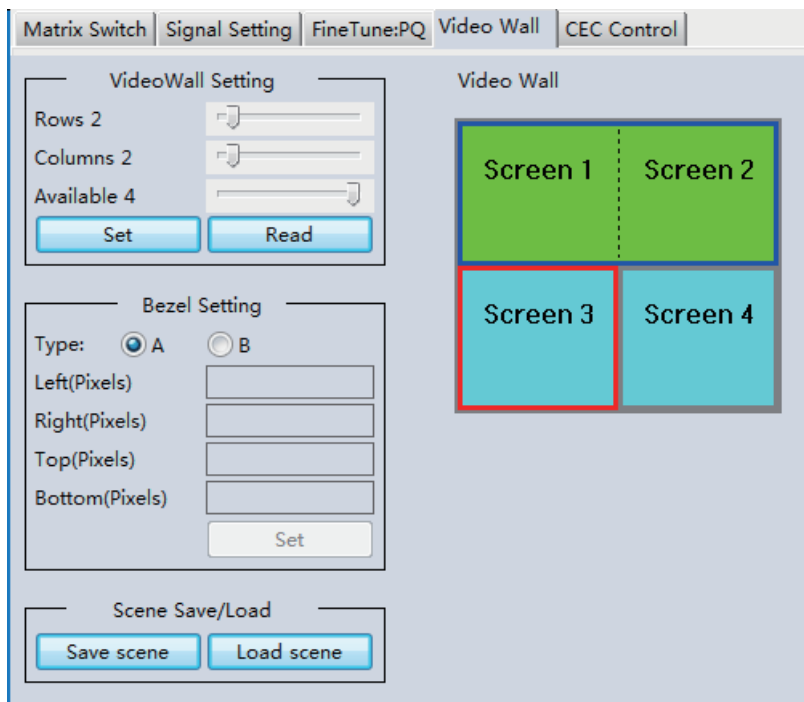 Matrix Switch Signal Setting FineTune:PQ Video Wall CEC Control
VideoWall Setting
Rows 2
Columns 2
Available 4
Set Read
Bezel Setting
Type: A B
Left(Pixels)
Right(Pixels)
Top(Pixels)
Bottom(Pixels)
Set
Scene Save/Load
Save scene Load scene
Video Wall
Screen 1 Screen 2
Screen 3 Screen 4